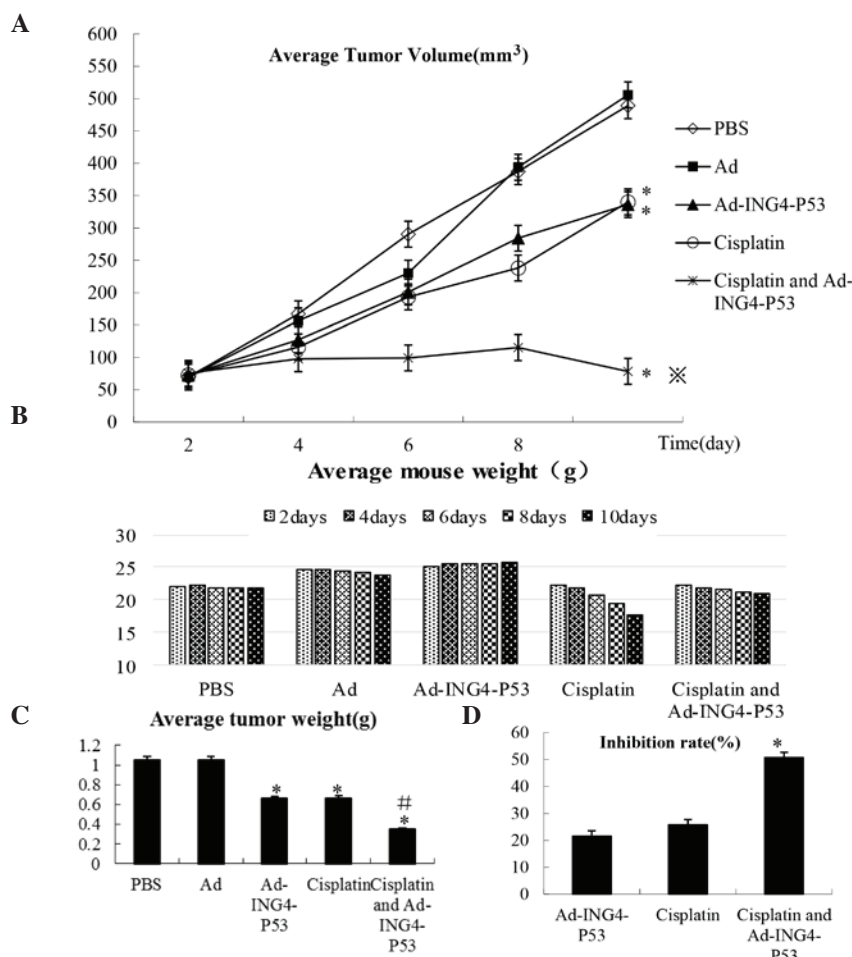 A
Average Tumor Volume(mm³)
600
550
500
450
400
350
300
250
200
150
100
50
0
2
4
6
8
Time(day)
PBS
Ad
Ad-ING4-P53
Cisplatin
Cisplatin and Ad-
ING4-P53
*
*
* ※
B
Average mouse weight（g）
2days 4days 6days 8days 10days
30
25
20
15
10
PBS
Ad
Ad-ING4-P53
Cisplatin
Cisplatin and
Ad-ING4-P53
C
Average tumor weight(g)
1.2
1
0.8
0.6
0.4
0.2
0
*
*
#
*
PBS
Ad
Ad-
ING4-
P53
Cisplatin
Cisplatin
and Ad-
ING4-
P53
D
Inhibition rate(%)
60
50
40
30
20
10
0
*
Ad-ING4-
P53
Cisplatin
Cisplatin and
Ad-ING4-
P53